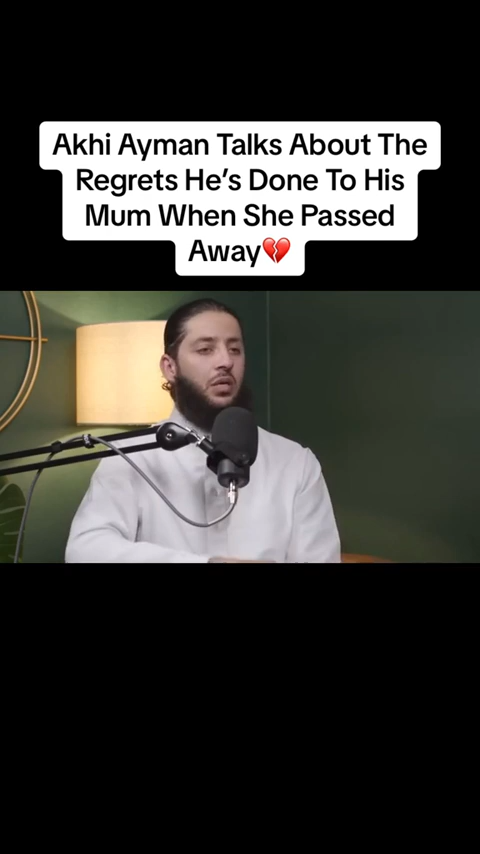 Akhi Ayman Talks About The
Regrets He’s Done To His
Mum When She Passed
Away💔